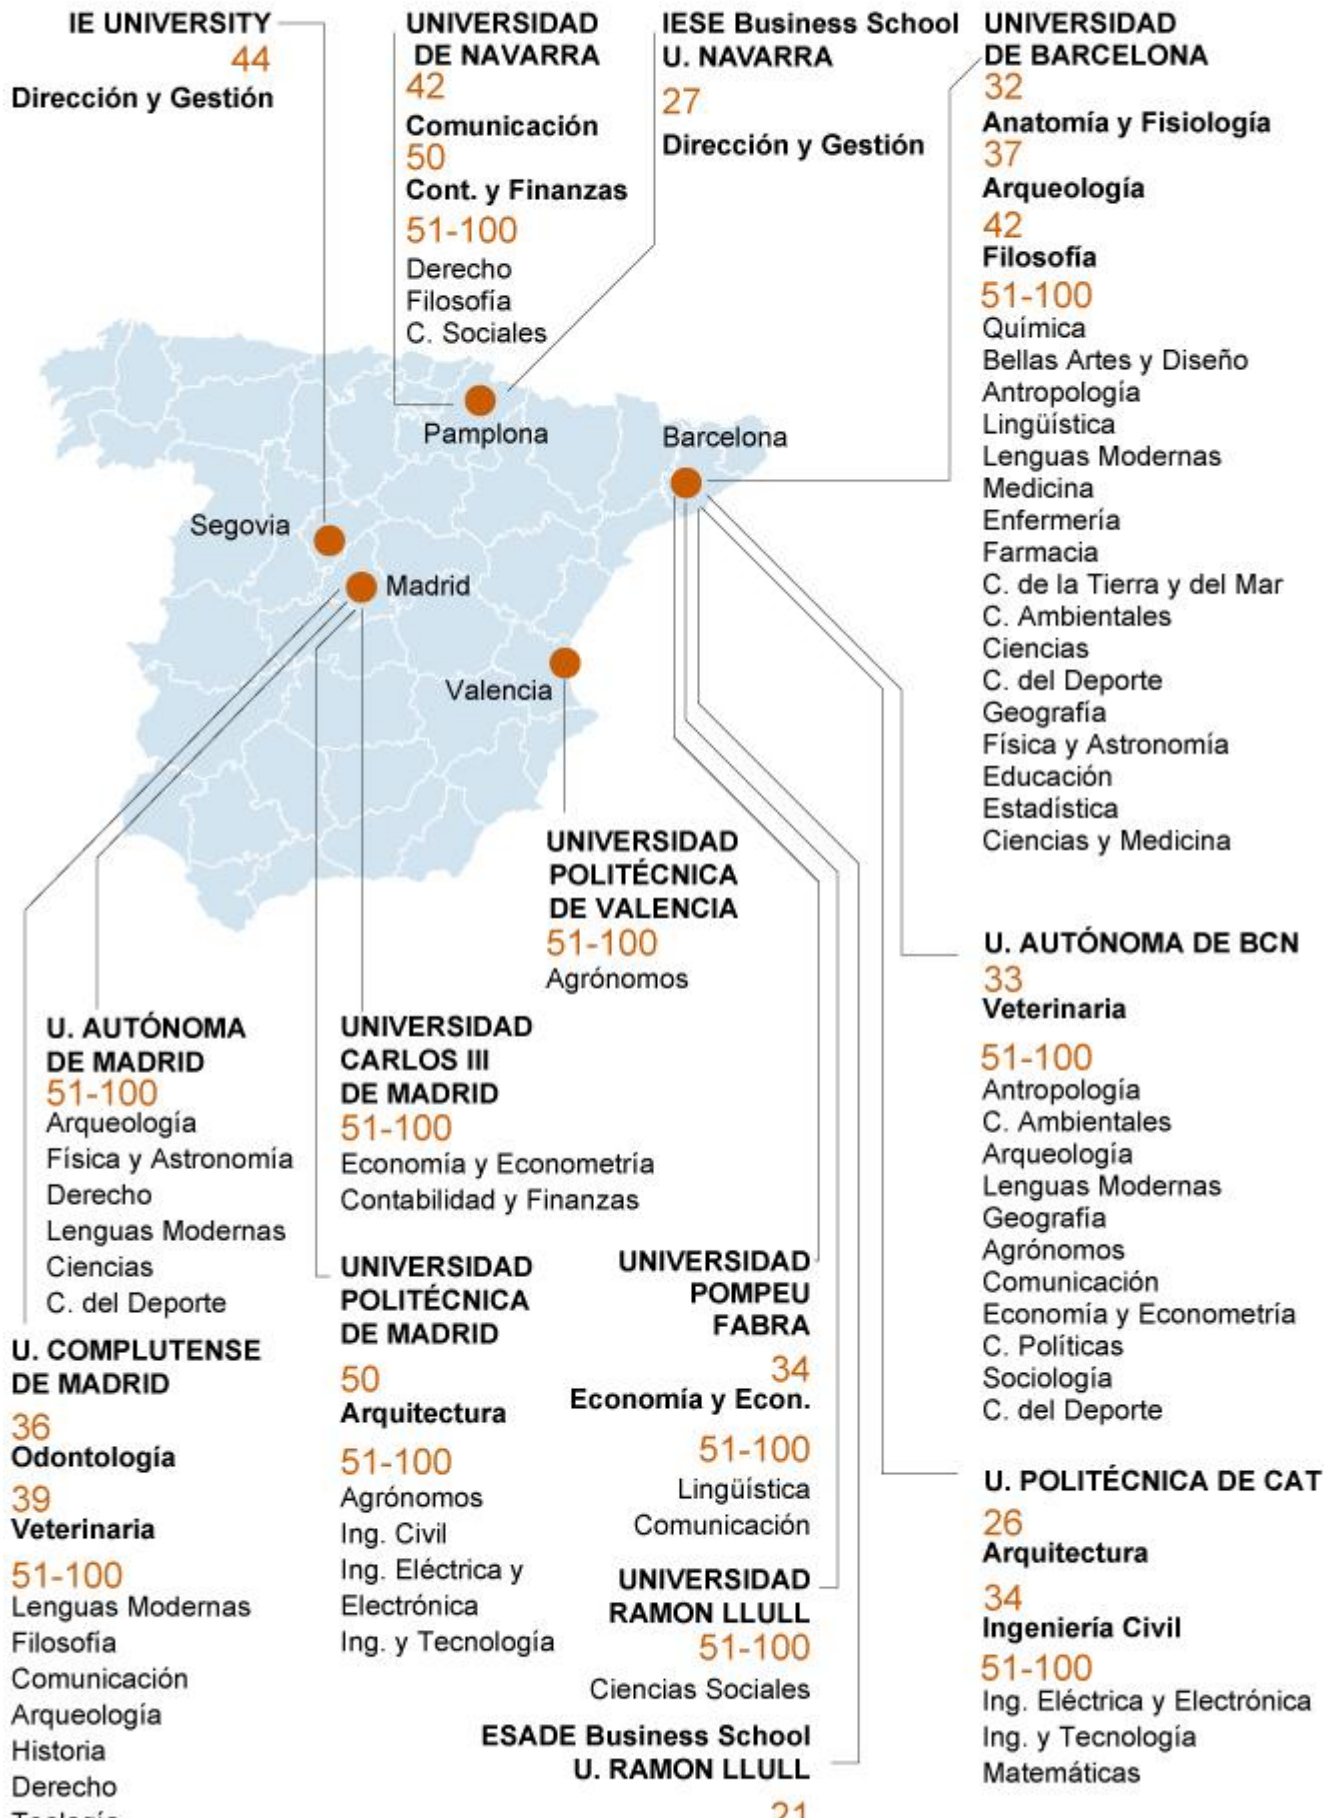 IE UNIVERSITY
44
Dirección y Gestión
UNIVERSIDAD
DE NAVARRA
42
Comunicación
50
Cont. y Finanzas
51-100
Derecho
Filosofía
C. Sociales
IESE Business School
U. NAVARRA
27
Dirección y Gestión
UNIVERSIDAD
DE BARCELONA
32
Anatomía y Fisiología
37
Arqueología
42
Filosofía
51-100
Química
Bellas Artes y Diseño
Antropología
Lingüística
Lenguas Modernas
Medicina
Enfermería
Farmacia
C. de la Tierra y del Mar
C. Ambientales
Ciencias
C. del Deporte
Geografía
Física y Astronomía
Educación
Estadística
Ciencias y Medicina
Pamplona
Barcelona
Segovia
Madrid
Valencia
UNIVERSIDAD
POLITÉCNICA
DE VALENCIA
51-100
Agrónomos
U. AUTÓNOMA DE BCN
33
Veterinaria
51-100
Antropología
C. Ambientales
Arqueología
Lenguas Modernas
Geografía
Agrónomos
Comunicación
Economía y Econometría
C. Políticas
Sociología
C. del Deporte
U. AUTÓNOMA
DE MADRID
51-100
Arqueología
Física y Astronomía
Derecho
Lenguas Modernas
Ciencias
C. del Deporte
UNIVERSIDAD
CARLOS III
DE MADRID
51-100
Economía y Econometría
Contabilidad y Finanzas
UNIVERSIDAD
POLITÉCNICA
DE MADRID
50
Arquitectura
51-100
Agrónomos
Ing. Civil
Ing. Eléctrica y
Electrónica
Ing. y Tecnología
UNIVERSIDAD
POMPEU
FABRA
34
Economía y Econ.
51-100
Lingüística
Comunicación
UNIVERSIDAD
RAMON LLULL
51-100
Ciencias Sociales
ESADE Business School
U. RAMON LLULL
21
U. COMPLUTENSE
DE MADRID
36
Odontología
39
Veterinaria
51-100
Lenguas Modernas
Filosofía
Comunicación
Arqueología
Historia
Derecho
Teología
U. POLITÉCNICA DE CAT
26
Arquitectura
34
Ingeniería Civil
51-100
Ing. Eléctrica y Electrónica
Ing. y Tecnología
Matemáticas